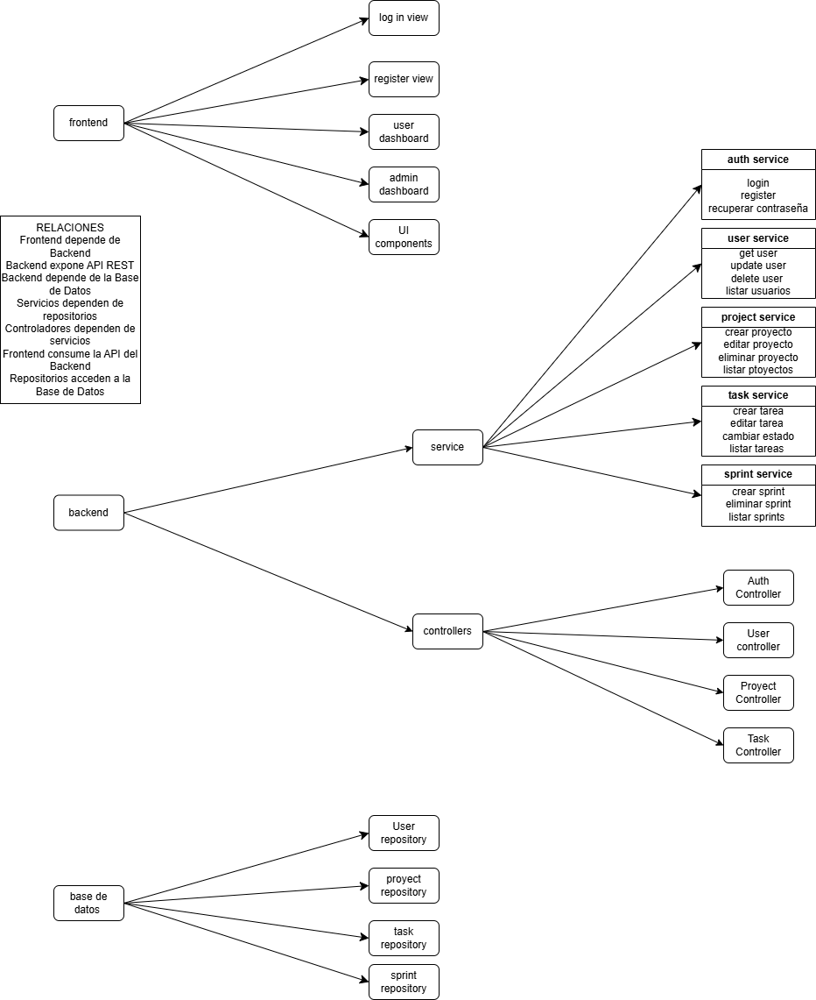 log in view
register view
frontend
user
dashboard
admin
dashboard
UI
components
RELACIONES
Frontend depende de
Backend
Backend expone API REST
Backend depende de la Base
de Datos
Servicios dependen de
repositorios
Controladores dependen de
servicios
Frontend consume la API del
Backend
Repositorios acceden a la
Base de Datos
auth service
login
register
recuperar contraseña
user service
get user
update user
delete user
listar usuarios
project service
crear proyecto
editar proyecto
eliminar proyecto
listar ptoyectos
task service
crear tarea
editar tarea
cambiar estado
listar tareas
sprint service
crear sprint
eliminar sprint
listar sprints
service
backend
controllers
Auth
Controller
User
controller
Proyect
Controller
Task
Controller
base de
datos
User
repository
proyect
repository
task
repository
sprint
repository